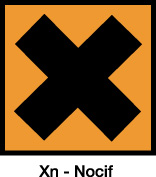 Xn - Nocif